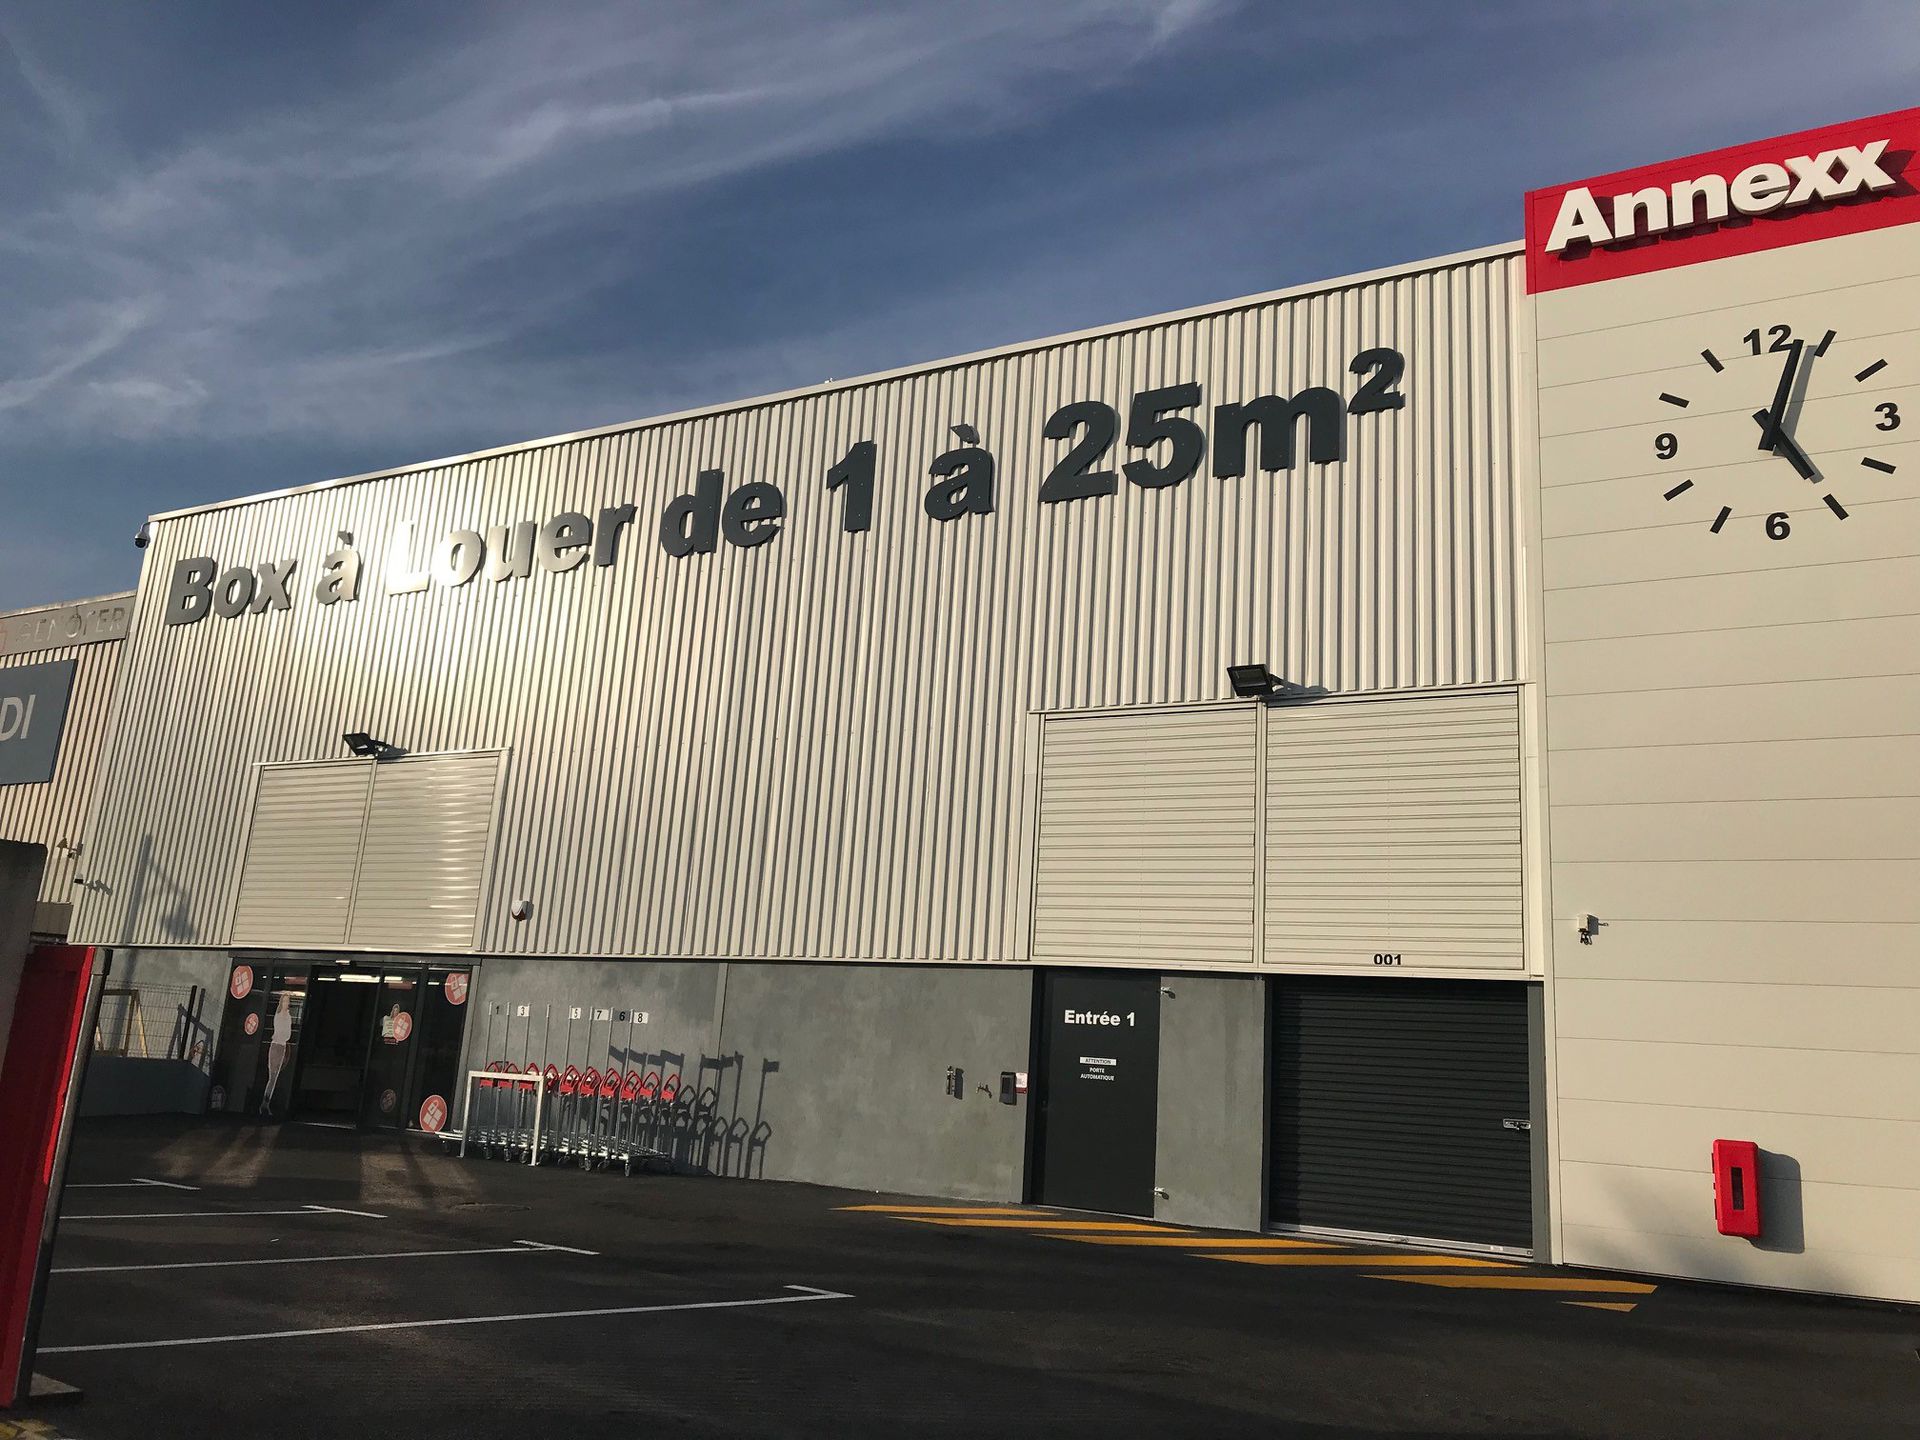 Annexx
Box à Louer de 1 à 25m²
12
3
9
6
DI
001
Entrée 1
ATTENTION
PORTE
AUTOMATIQUE
1 3 5 7 6 8